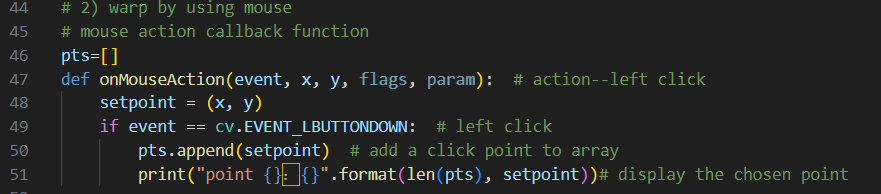 44 # 2) warp by using mouse
45 # mouse action callback function
46 pts=[]
47 def onMouseAction(event, x, y, flags, param):  # action--left click
48     setpoint = (x, y)
49     if event == cv.EVENT_LBUTTONDOWN:  # left click
50         pts.append(setpoint)  # add a click point to array
51         print("point {}：{}".format(len(pts), setpoint))# display the chosen point